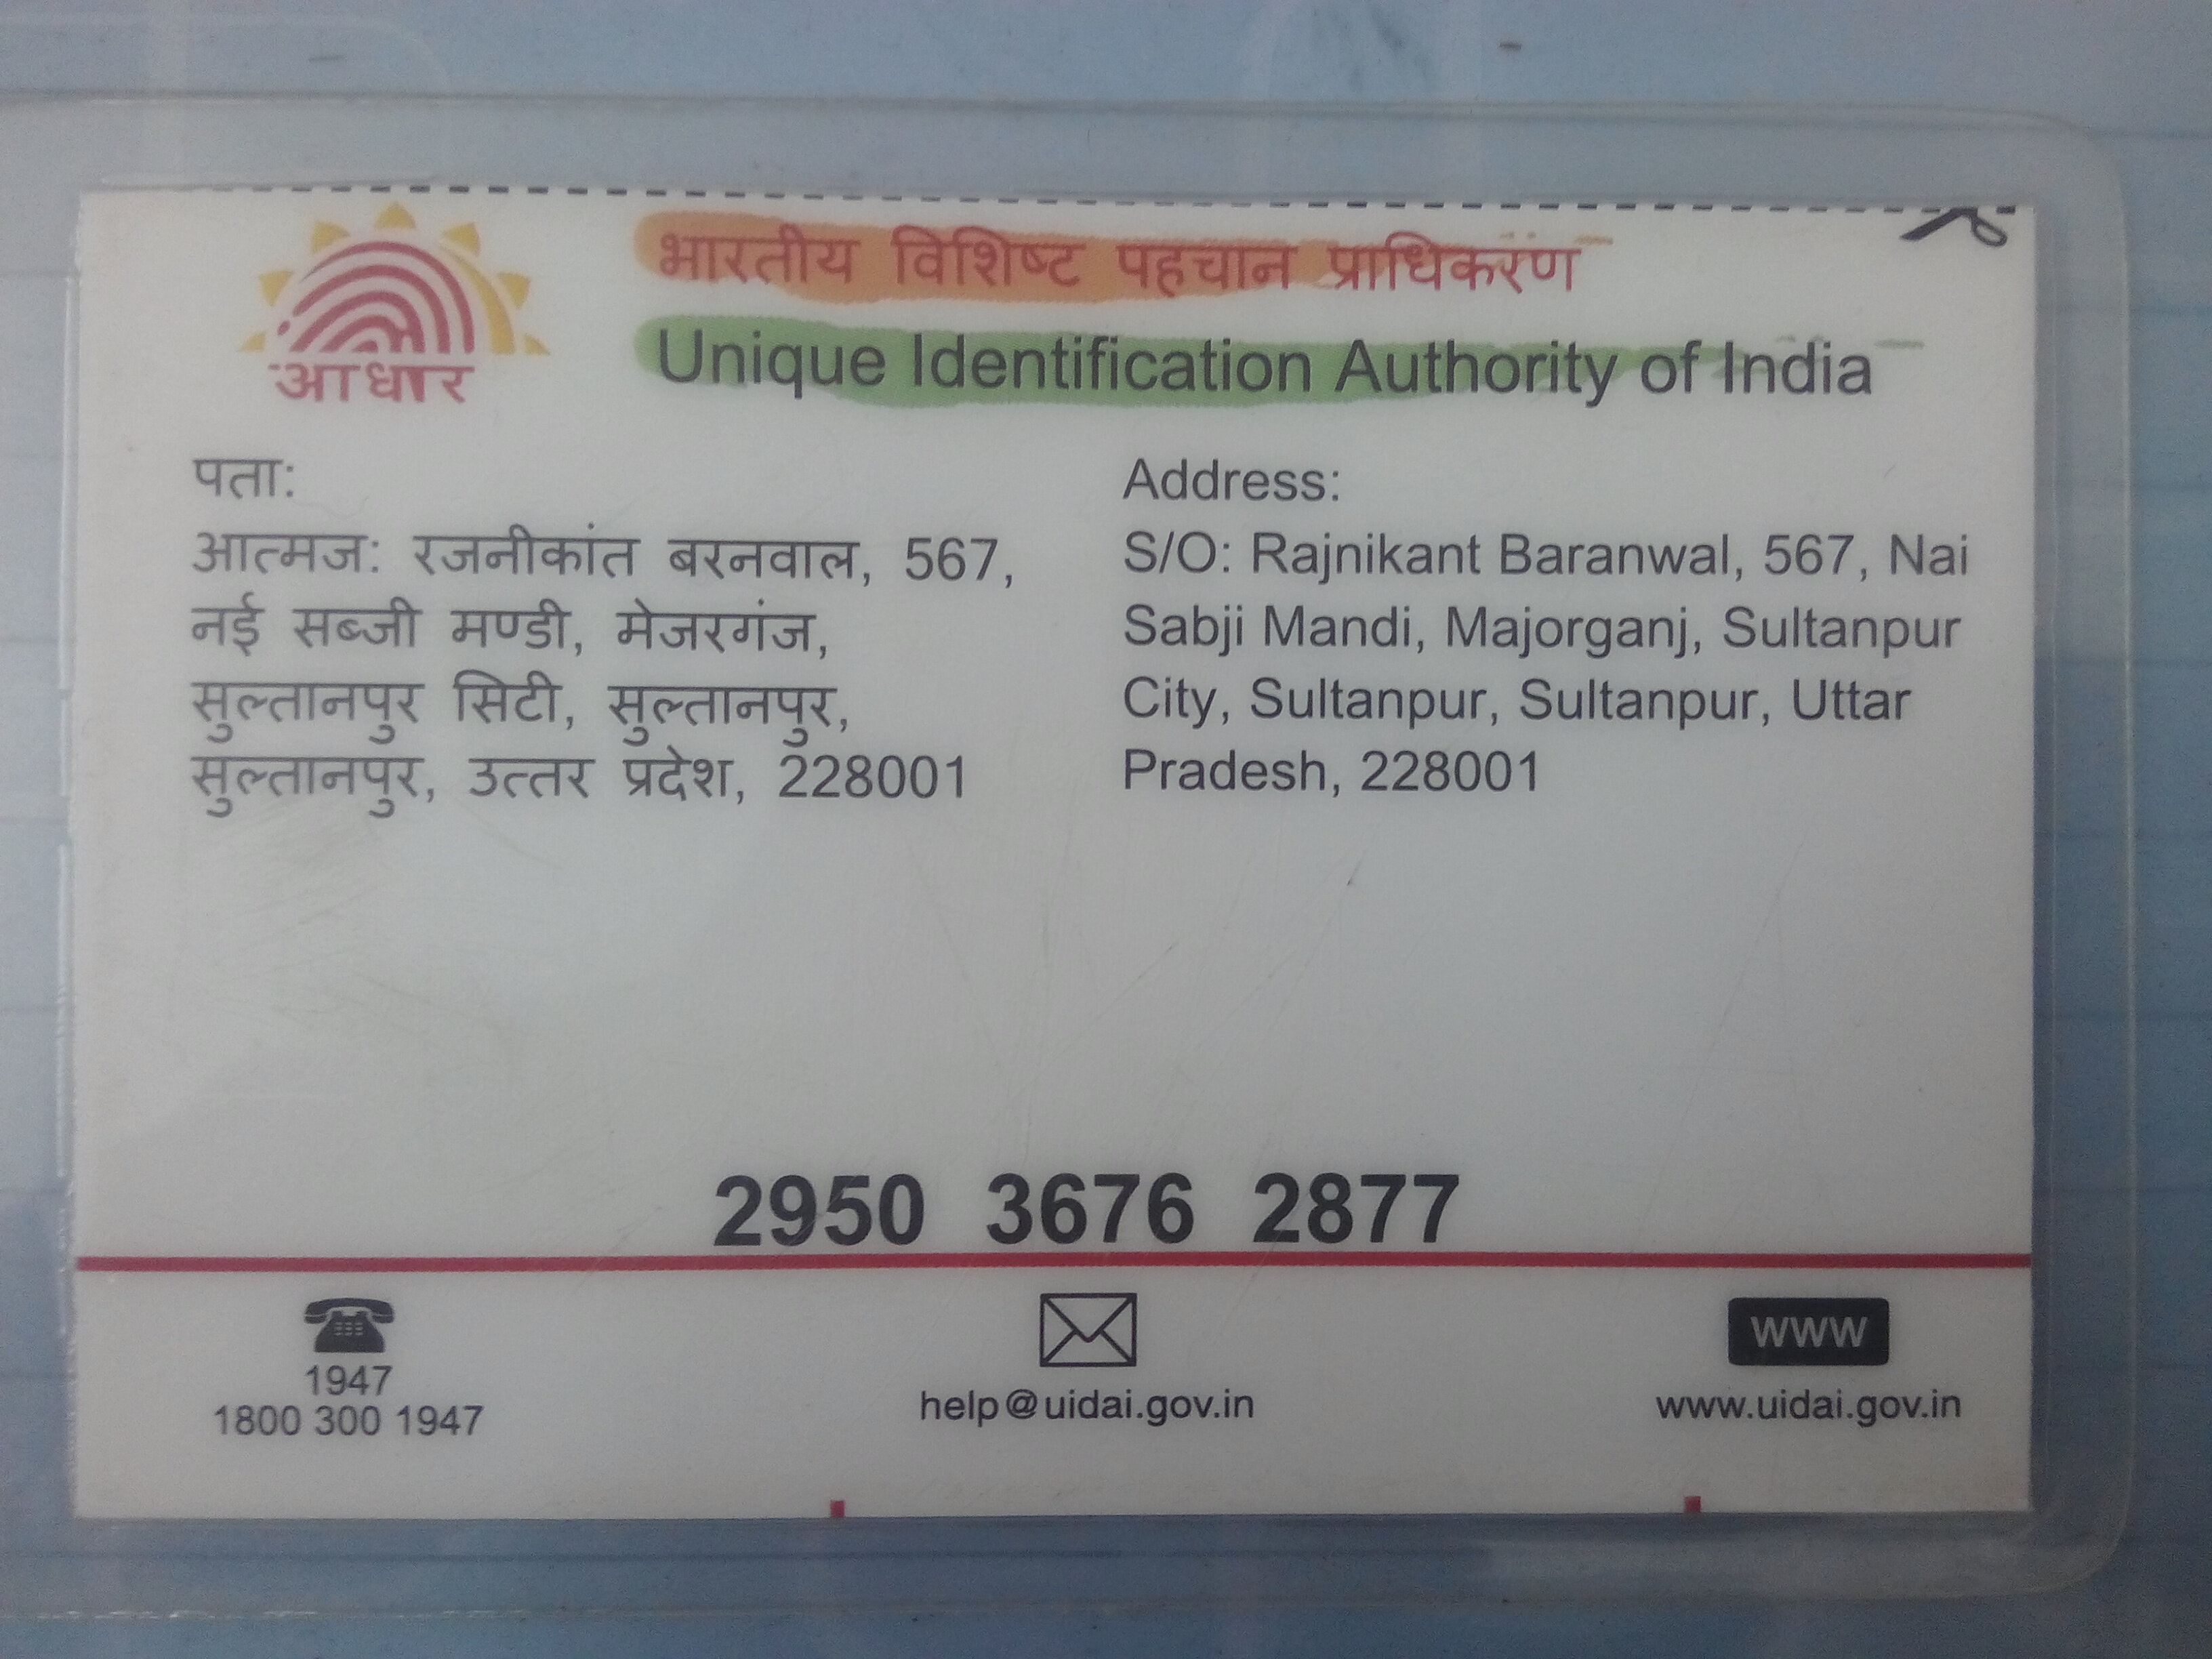 भारतीय विशिष्ट पहचान प्राधिकरण
Unique Identification Authority of India
आधार
पता:
आत्मज: रजनीकांत बरनवाल, 567,
नई सब्जी मण्डी, मेजरगंज,
सुल्तानपुर सिटी, सुल्तानपुर,
सुल्तानपुर, उत्तर प्रदेश, 228001
Address:
S/O: Rajnikant Baranwal, 567, Nai
Sabji Mandi, Majorganj, Sultanpur
City, Sultanpur, Sultanpur, Uttar
Pradesh, 228001
2950 3676 2877
1947
1800 300 1947
help@uidai.gov.in
www
www.uidai.gov.in